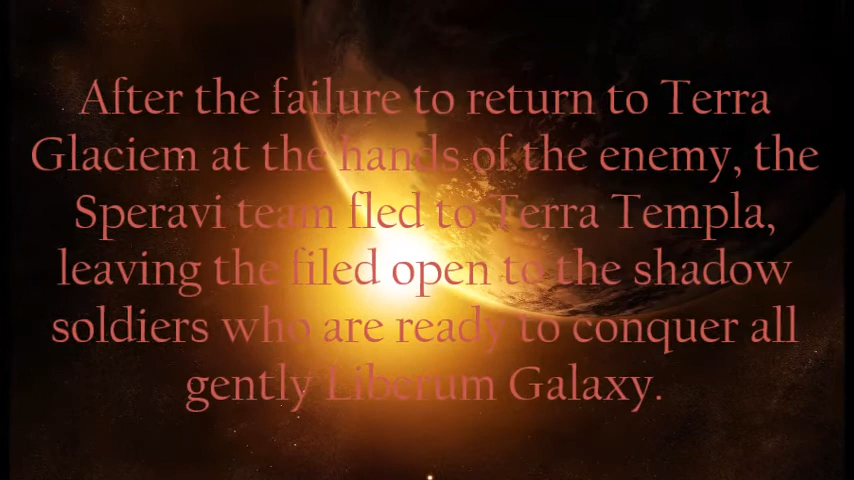 After the failure to return to Terra
Glaciem at the hands of the enemy, the
Speravi team fled to Terra Templa,
leaving the filed open to the shadow
soldiers who are ready to conquer all
gently Liberum Galaxy.